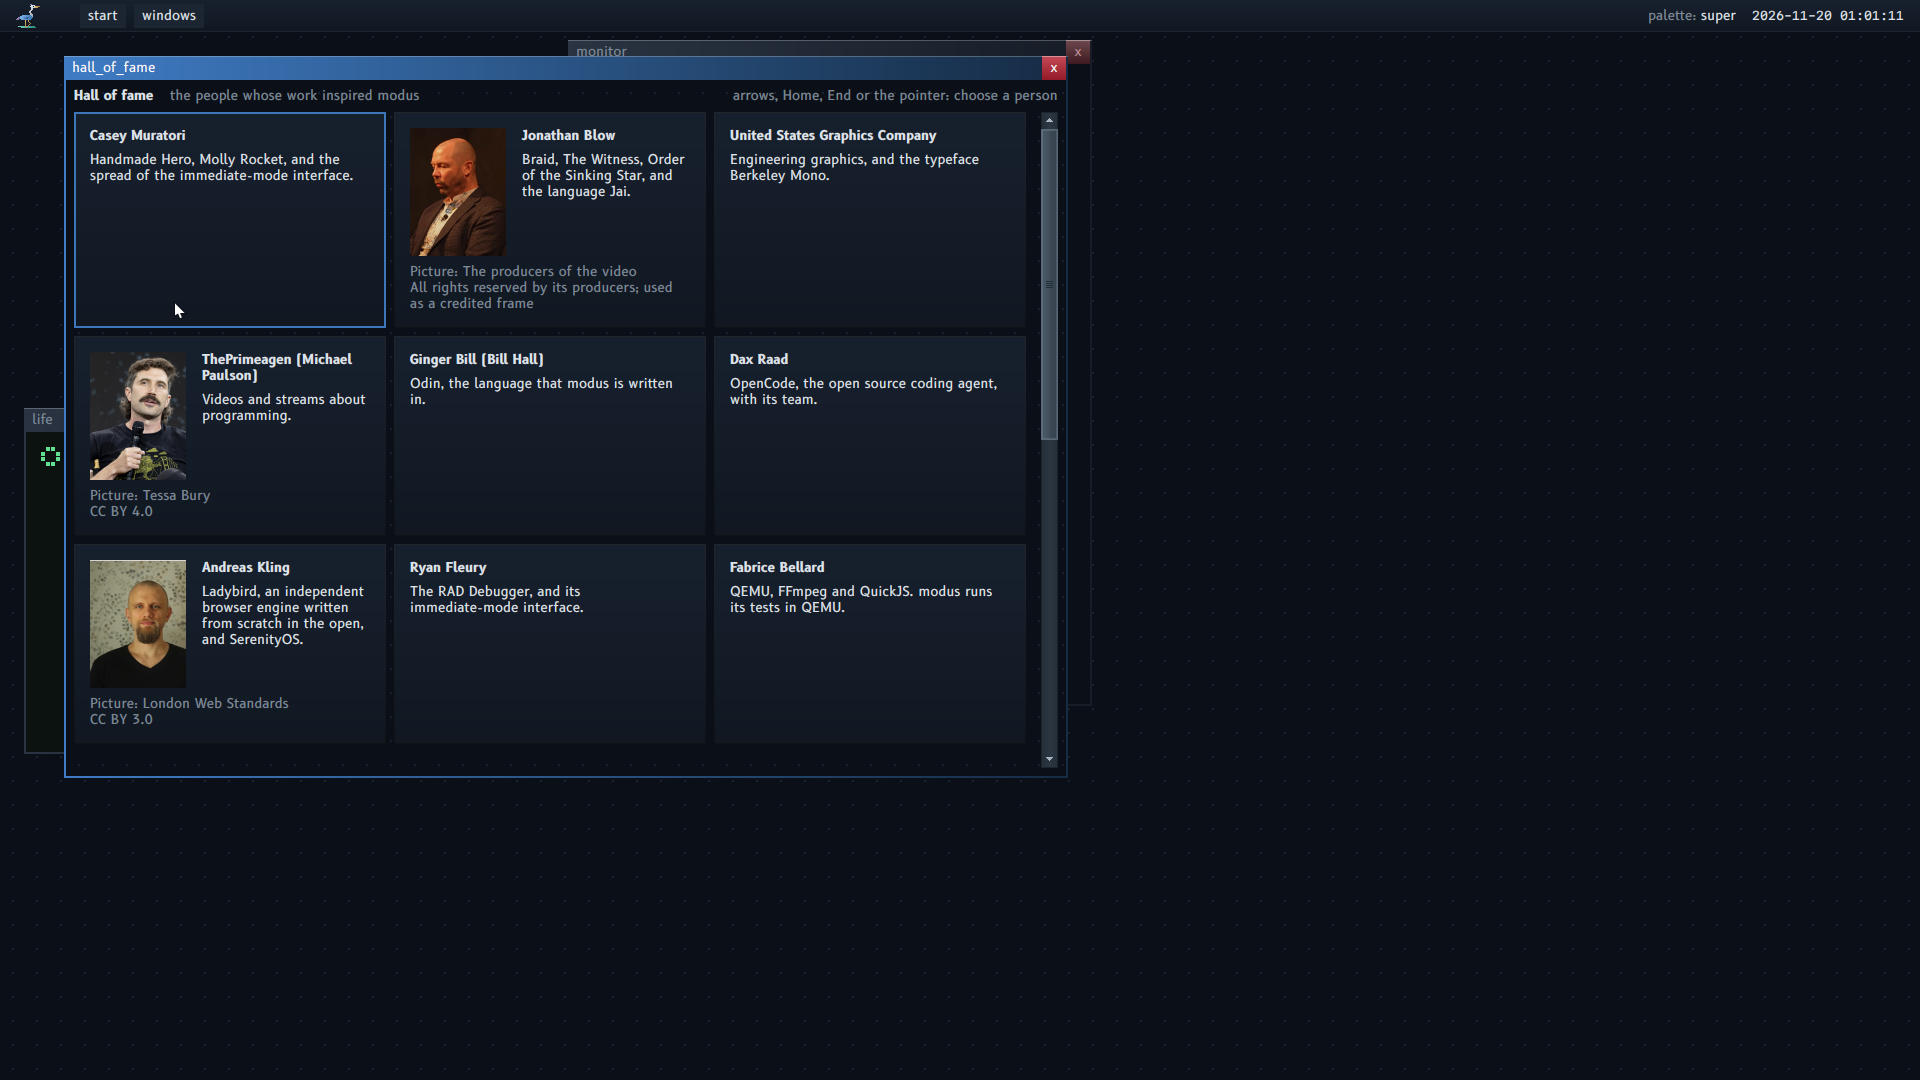 start windows palette: super 2026-11-20 01:01:11
monitor x
hall_of_fame x
Hall of fame the people whose work inspired modus arrows, Home, End or the pointer: choose a person
Casey Muratori
Handmade Hero, Molly Rocket, and the
spread of the immediate-mode interface.
Jonathan Blow
Braid, The Witness, Order
of the Sinking Star, and
the language Jai.
Picture: The producers of the video
All rights reserved by its producers; used
as a credited frame
United States Graphics Company
Engineering graphics, and the typeface
Berkeley Mono.
ThePrimeagen (Michael
Paulson)
Videos and streams about
programming.
Picture: Tessa Bury
CC BY 4.0
Ginger Bill (Bill Hall)
Odin, the language that modus is written
in.
Dax Raad
OpenCode, the open source coding agent,
with its team.
life
Andreas Kling
Ladybird, an independent
browser engine written
from scratch in the open,
and SerenityOS.
Picture: London Web Standards
CC BY 3.0
Ryan Fleury
The RAD Debugger, and its
immediate-mode interface.
Fabrice Bellard
QEMU, FFmpeg and QuickJS. modus runs
its tests in QEMU.